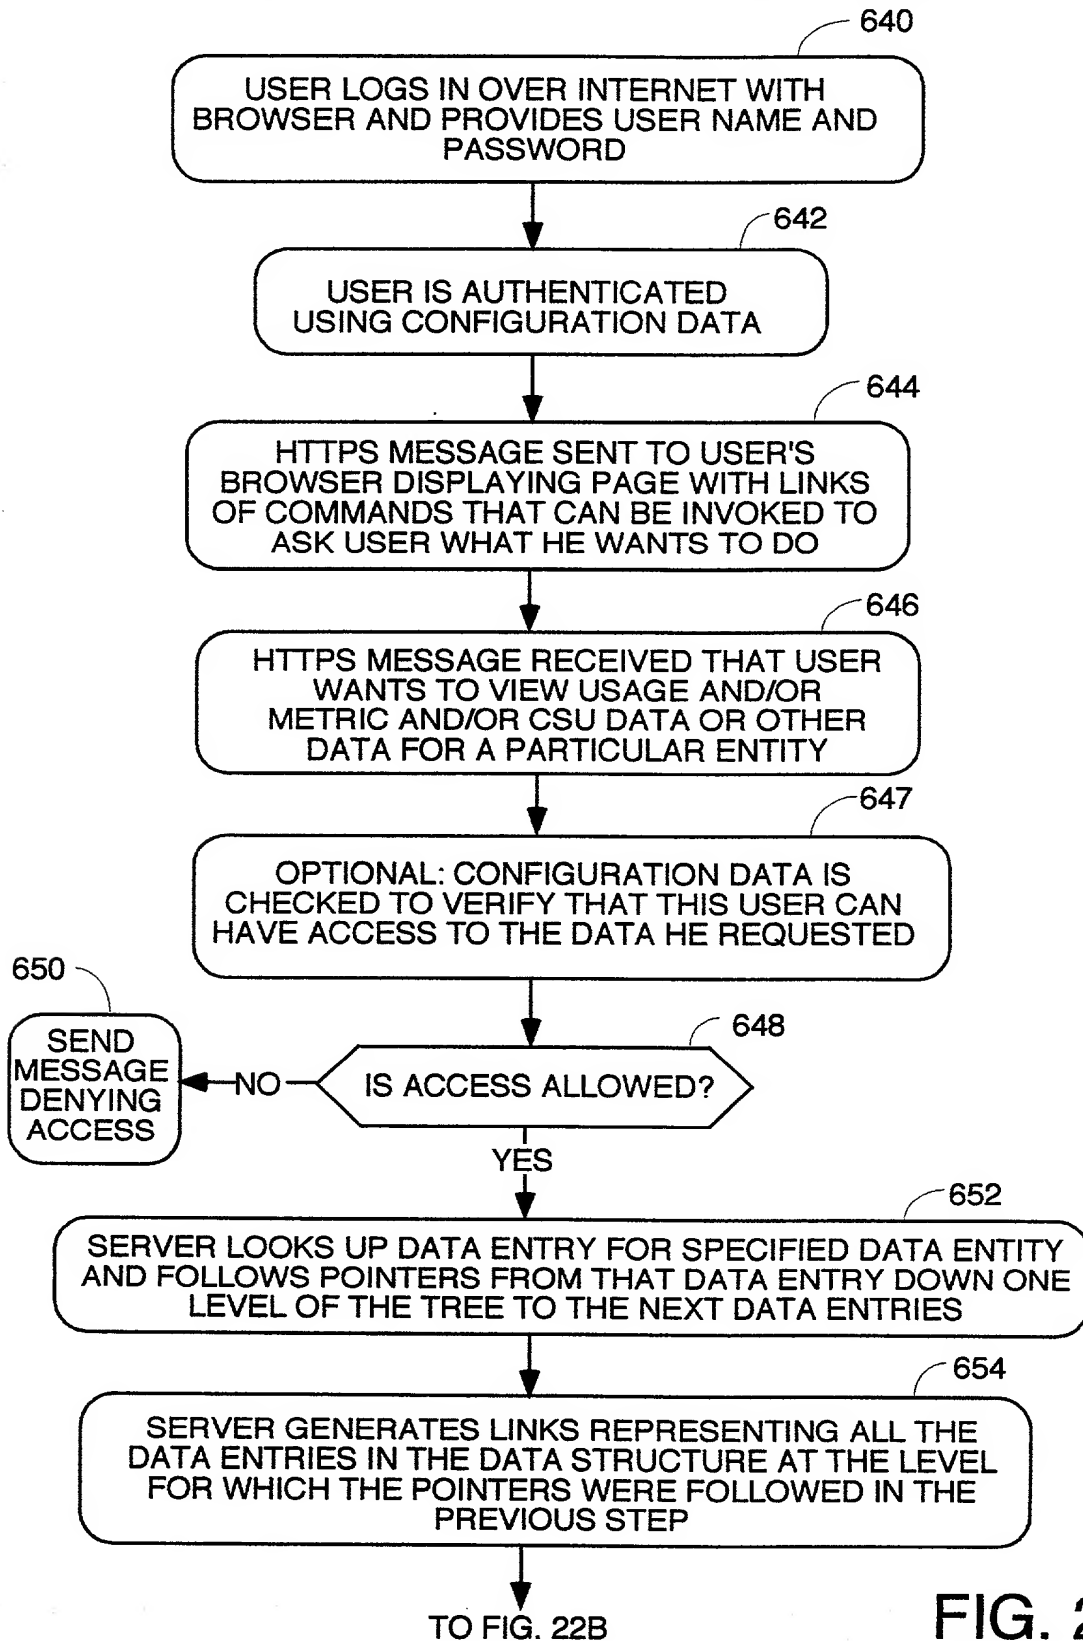 640
USER LOGS IN OVER INTERNET WITH
BROWSER AND PROVIDES USER NAME AND
PASSWORD
642
USER IS AUTHENTICATED
USING CONFIGURATION DATA
644
HTTPS MESSAGE SENT TO USER'S
BROWSER DISPLAYING PAGE WITH LINKS
OF COMMANDS THAT CAN BE INVOKED TO
ASK USER WHAT HE WANTS TO DO
646
HTTPS MESSAGE RECEIVED THAT USER
WANTS TO VIEW USAGE AND/OR
METRIC AND/OR CSU DATA OR OTHER
DATA FOR A PARTICULAR ENTITY
647
OPTIONAL: CONFIGURATION DATA IS
CHECKED TO VERIFY THAT THIS USER CAN
HAVE ACCESS TO THE DATA HE REQUESTED
650
SEND
MESSAGE
DENYING
ACCESS
NO
648
IS ACCESS ALLOWED?
YES
652
SERVER LOOKS UP DATA ENTRY FOR SPECIFIED DATA ENTITY
AND FOLLOWS POINTERS FROM THAT DATA ENTRY DOWN ONE
LEVEL OF THE TREE TO THE NEXT DATA ENTRIES
654
SERVER GENERATES LINKS REPRESENTING ALL THE
DATA ENTRIES IN THE DATA STRUCTURE AT THE LEVEL
FOR WHICH THE POINTERS WERE FOLLOWED IN THE
PREVIOUS STEP
TO FIG. 22B
FIG.